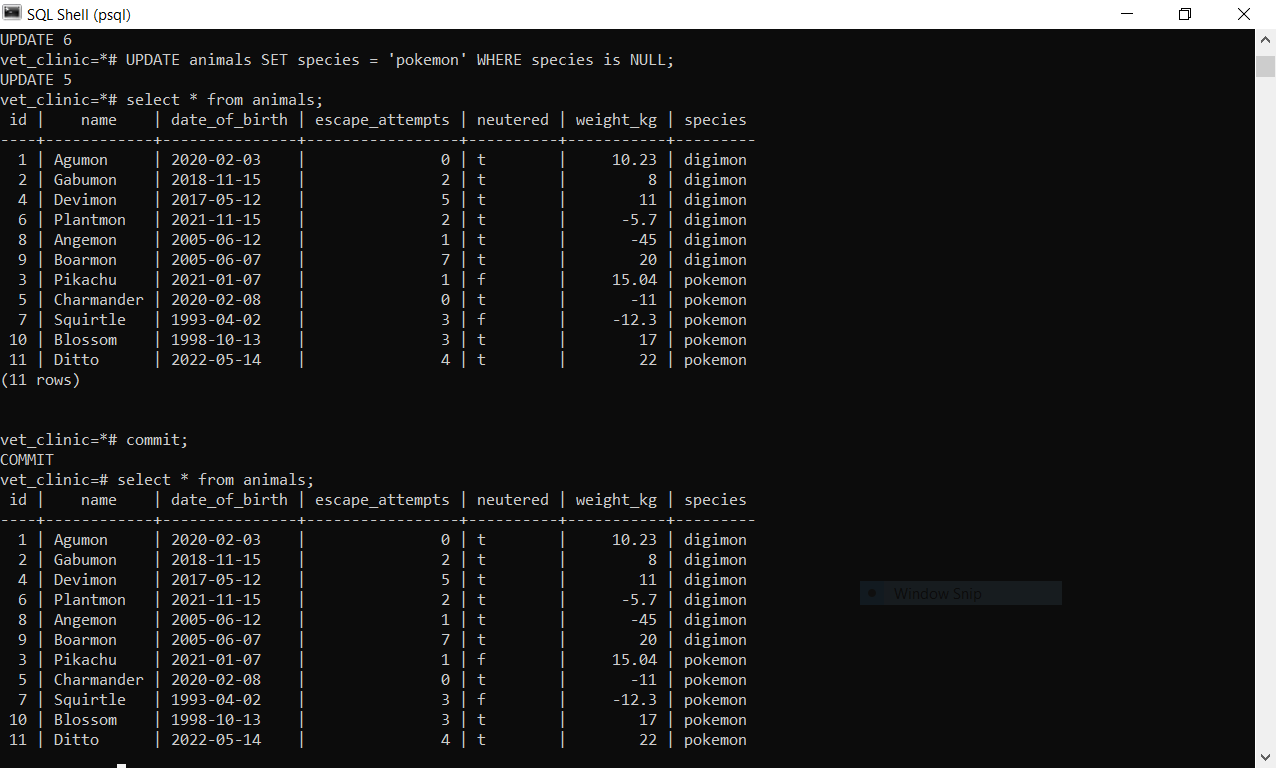 SQL Shell (psql)
UPDATE 6
vet_clinic=*# UPDATE animals SET species = 'pokemon' WHERE species is NULL;
UPDATE 5
vet_clinic=*# select * from animals;
 id |    name    | date_of_birth | escape_attempts | neutered | weight_kg | species
----+------------+---------------+-----------------+----------+-----------+---------
  1 | Agumon     | 2020-02-03    |               0 | t        |     10.23 | digimon
  2 | Gabumon    | 2018-11-15    |               2 | t        |         8 | digimon
  4 | Devimon    | 2017-05-12    |               5 | t        |        11 | digimon
  6 | Plantmon   | 2021-11-15    |               2 | t        |      -5.7 | digimon
  8 | Angemon    | 2005-06-12    |               1 | t        |       -45 | digimon
  9 | Boarmon    | 2005-06-07    |               7 | t        |        20 | digimon
  3 | Pikachu    | 2021-01-07    |               1 | f        |     15.04 | pokemon
  5 | Charmander | 2020-02-08    |               0 | t        |       -11 | pokemon
  7 | Squirtle   | 1993-04-02    |               3 | f        |     -12.3 | pokemon
 10 | Blossom    | 1998-10-13    |               3 | t        |        17 | pokemon
 11 | Ditto      | 2022-05-14    |               4 | t        |        22 | pokemon
(11 rows)
vet_clinic=*# commit;
COMMIT
vet_clinic=# select * from animals;
 id |    name    | date_of_birth | escape_attempts | neutered | weight_kg | species
----+------------+---------------+-----------------+----------+-----------+---------
  1 | Agumon     | 2020-02-03    |               0 | t        |     10.23 | digimon
  2 | Gabumon    | 2018-11-15    |               2 | t        |         8 | digimon
  4 | Devimon    | 2017-05-12    |               5 | t        |        11 | digimon
  6 | Plantmon   | 2021-11-15    |               2 | t        |      -5.7 | digimon
Window Snip
  8 | Angemon    | 2005-06-12    |               1 | t        |       -45 | digimon
  9 | Boarmon    | 2005-06-07    |               7 | t        |        20 | digimon
  3 | Pikachu    | 2021-01-07    |               1 | f        |     15.04 | pokemon
  5 | Charmander | 2020-02-08    |               0 | t        |       -11 | pokemon
  7 | Squirtle   | 1993-04-02    |               3 | f        |     -12.3 | pokemon
 10 | Blossom    | 1998-10-13    |               3 | t        |        17 | pokemon
 11 | Ditto      | 2022-05-14    |               4 | t        |        22 | pokemon